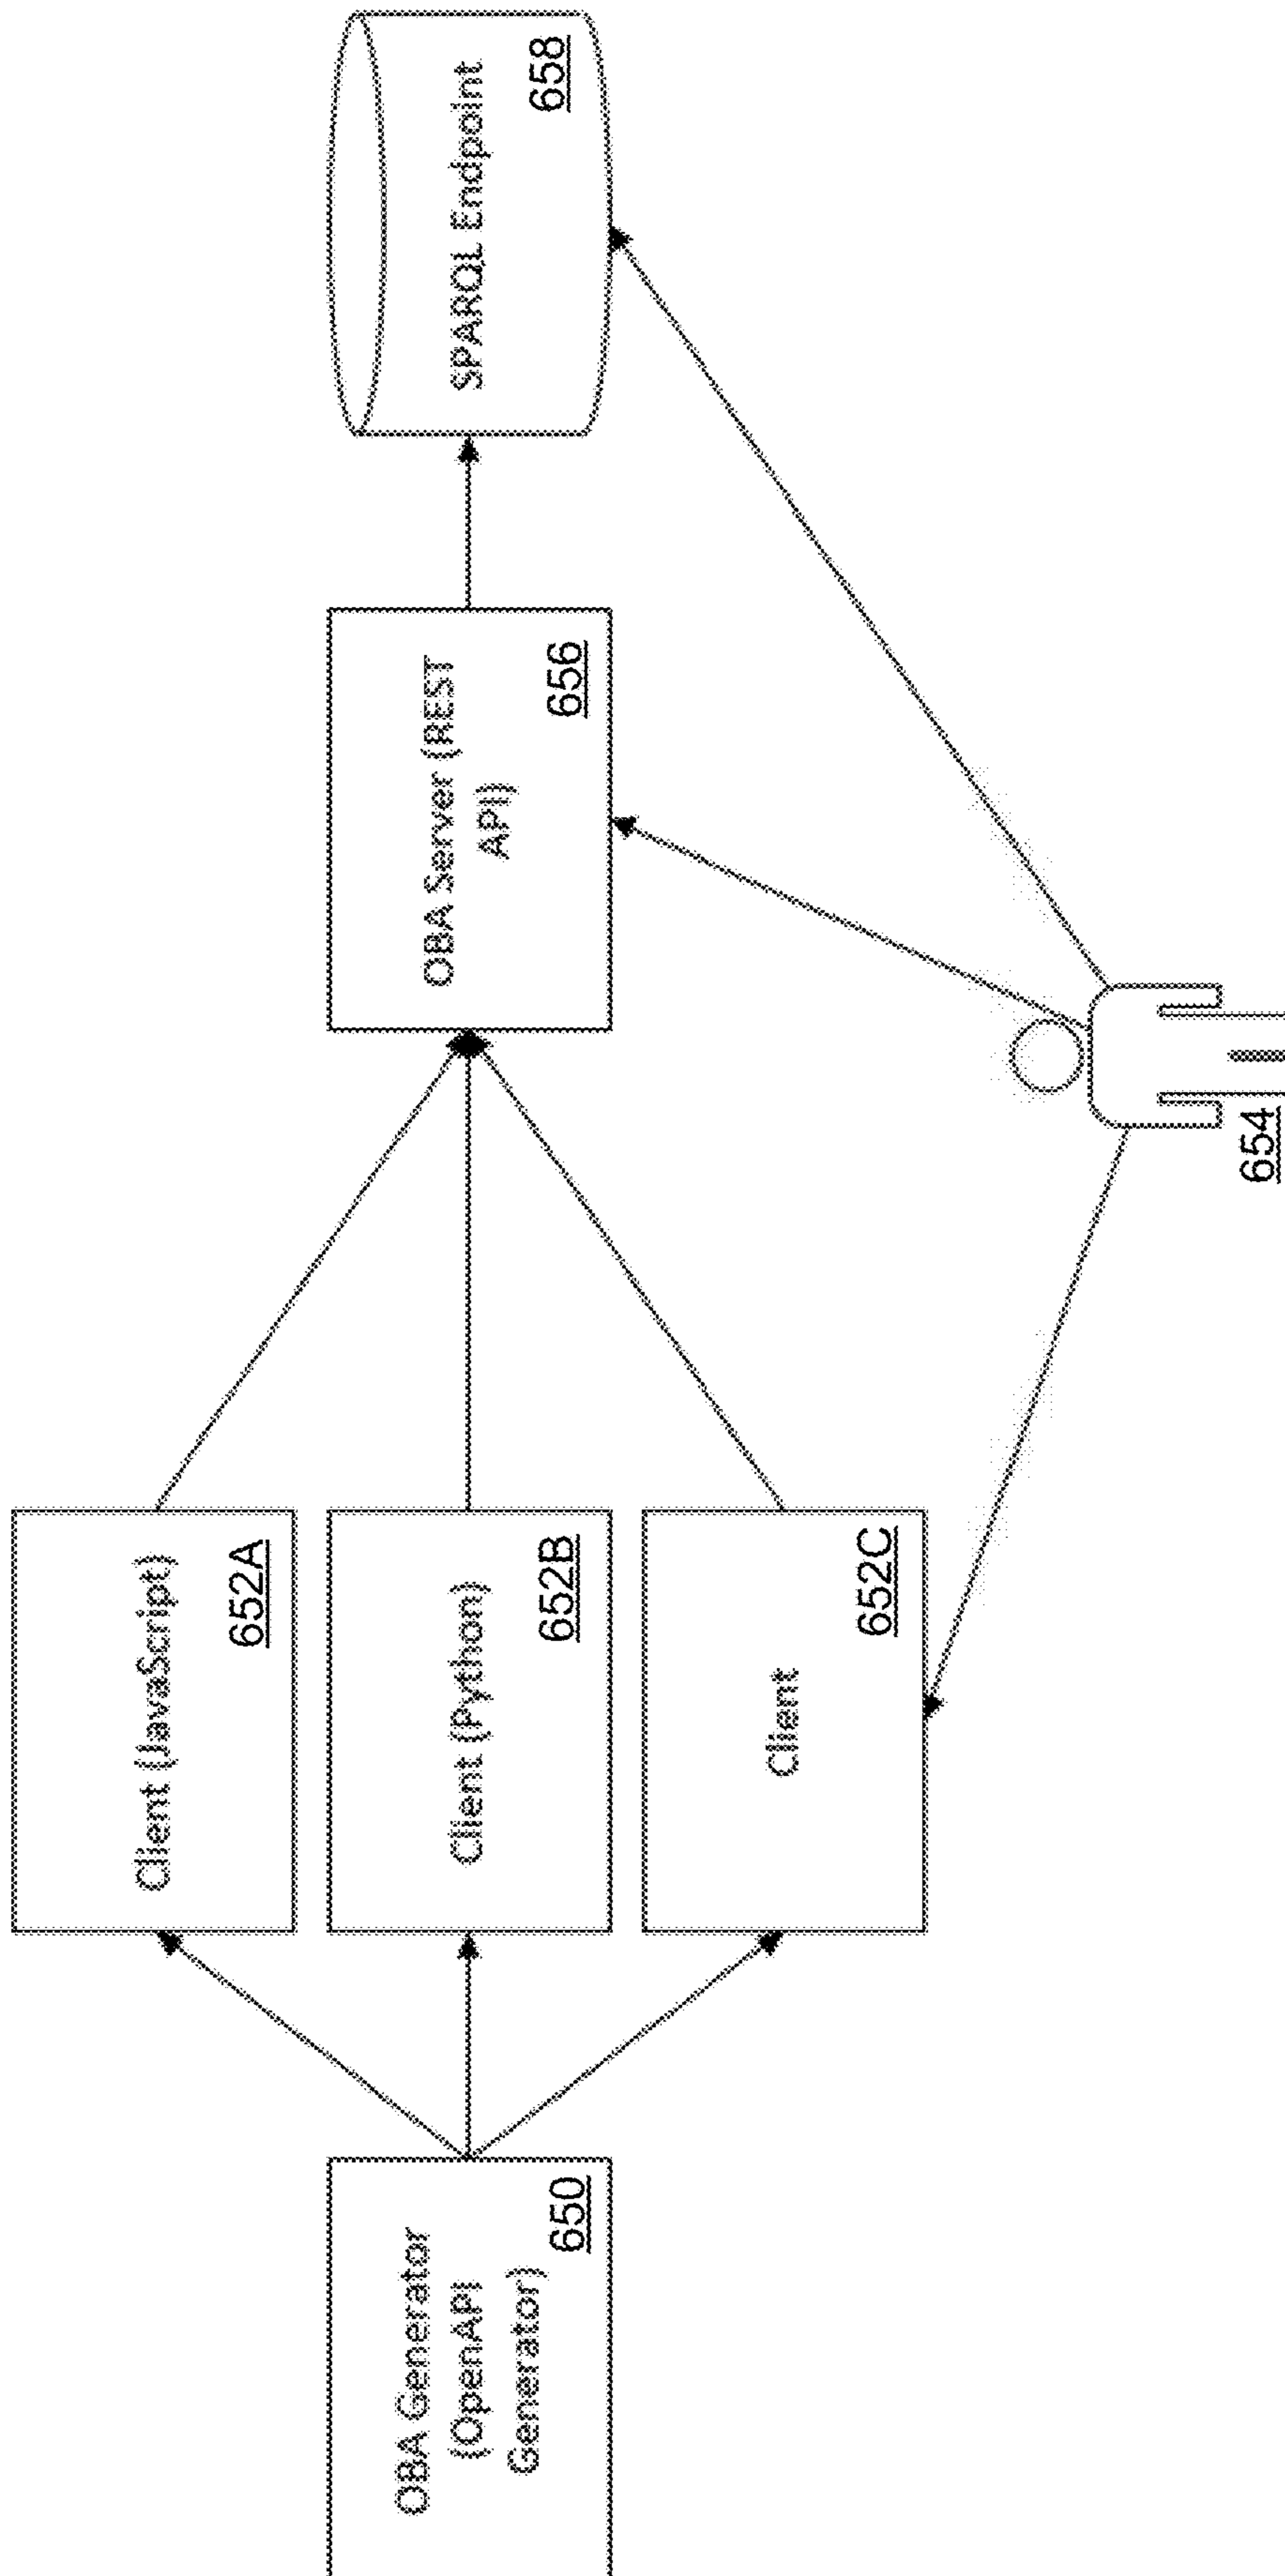 OBA Generator
(OpenAPI
Generator)
650
Client (JavaScript)
652A
Client (Python)
652B
Client
652C
OBA Server (REST
API)
656
SPARQL Endpoint
658
654